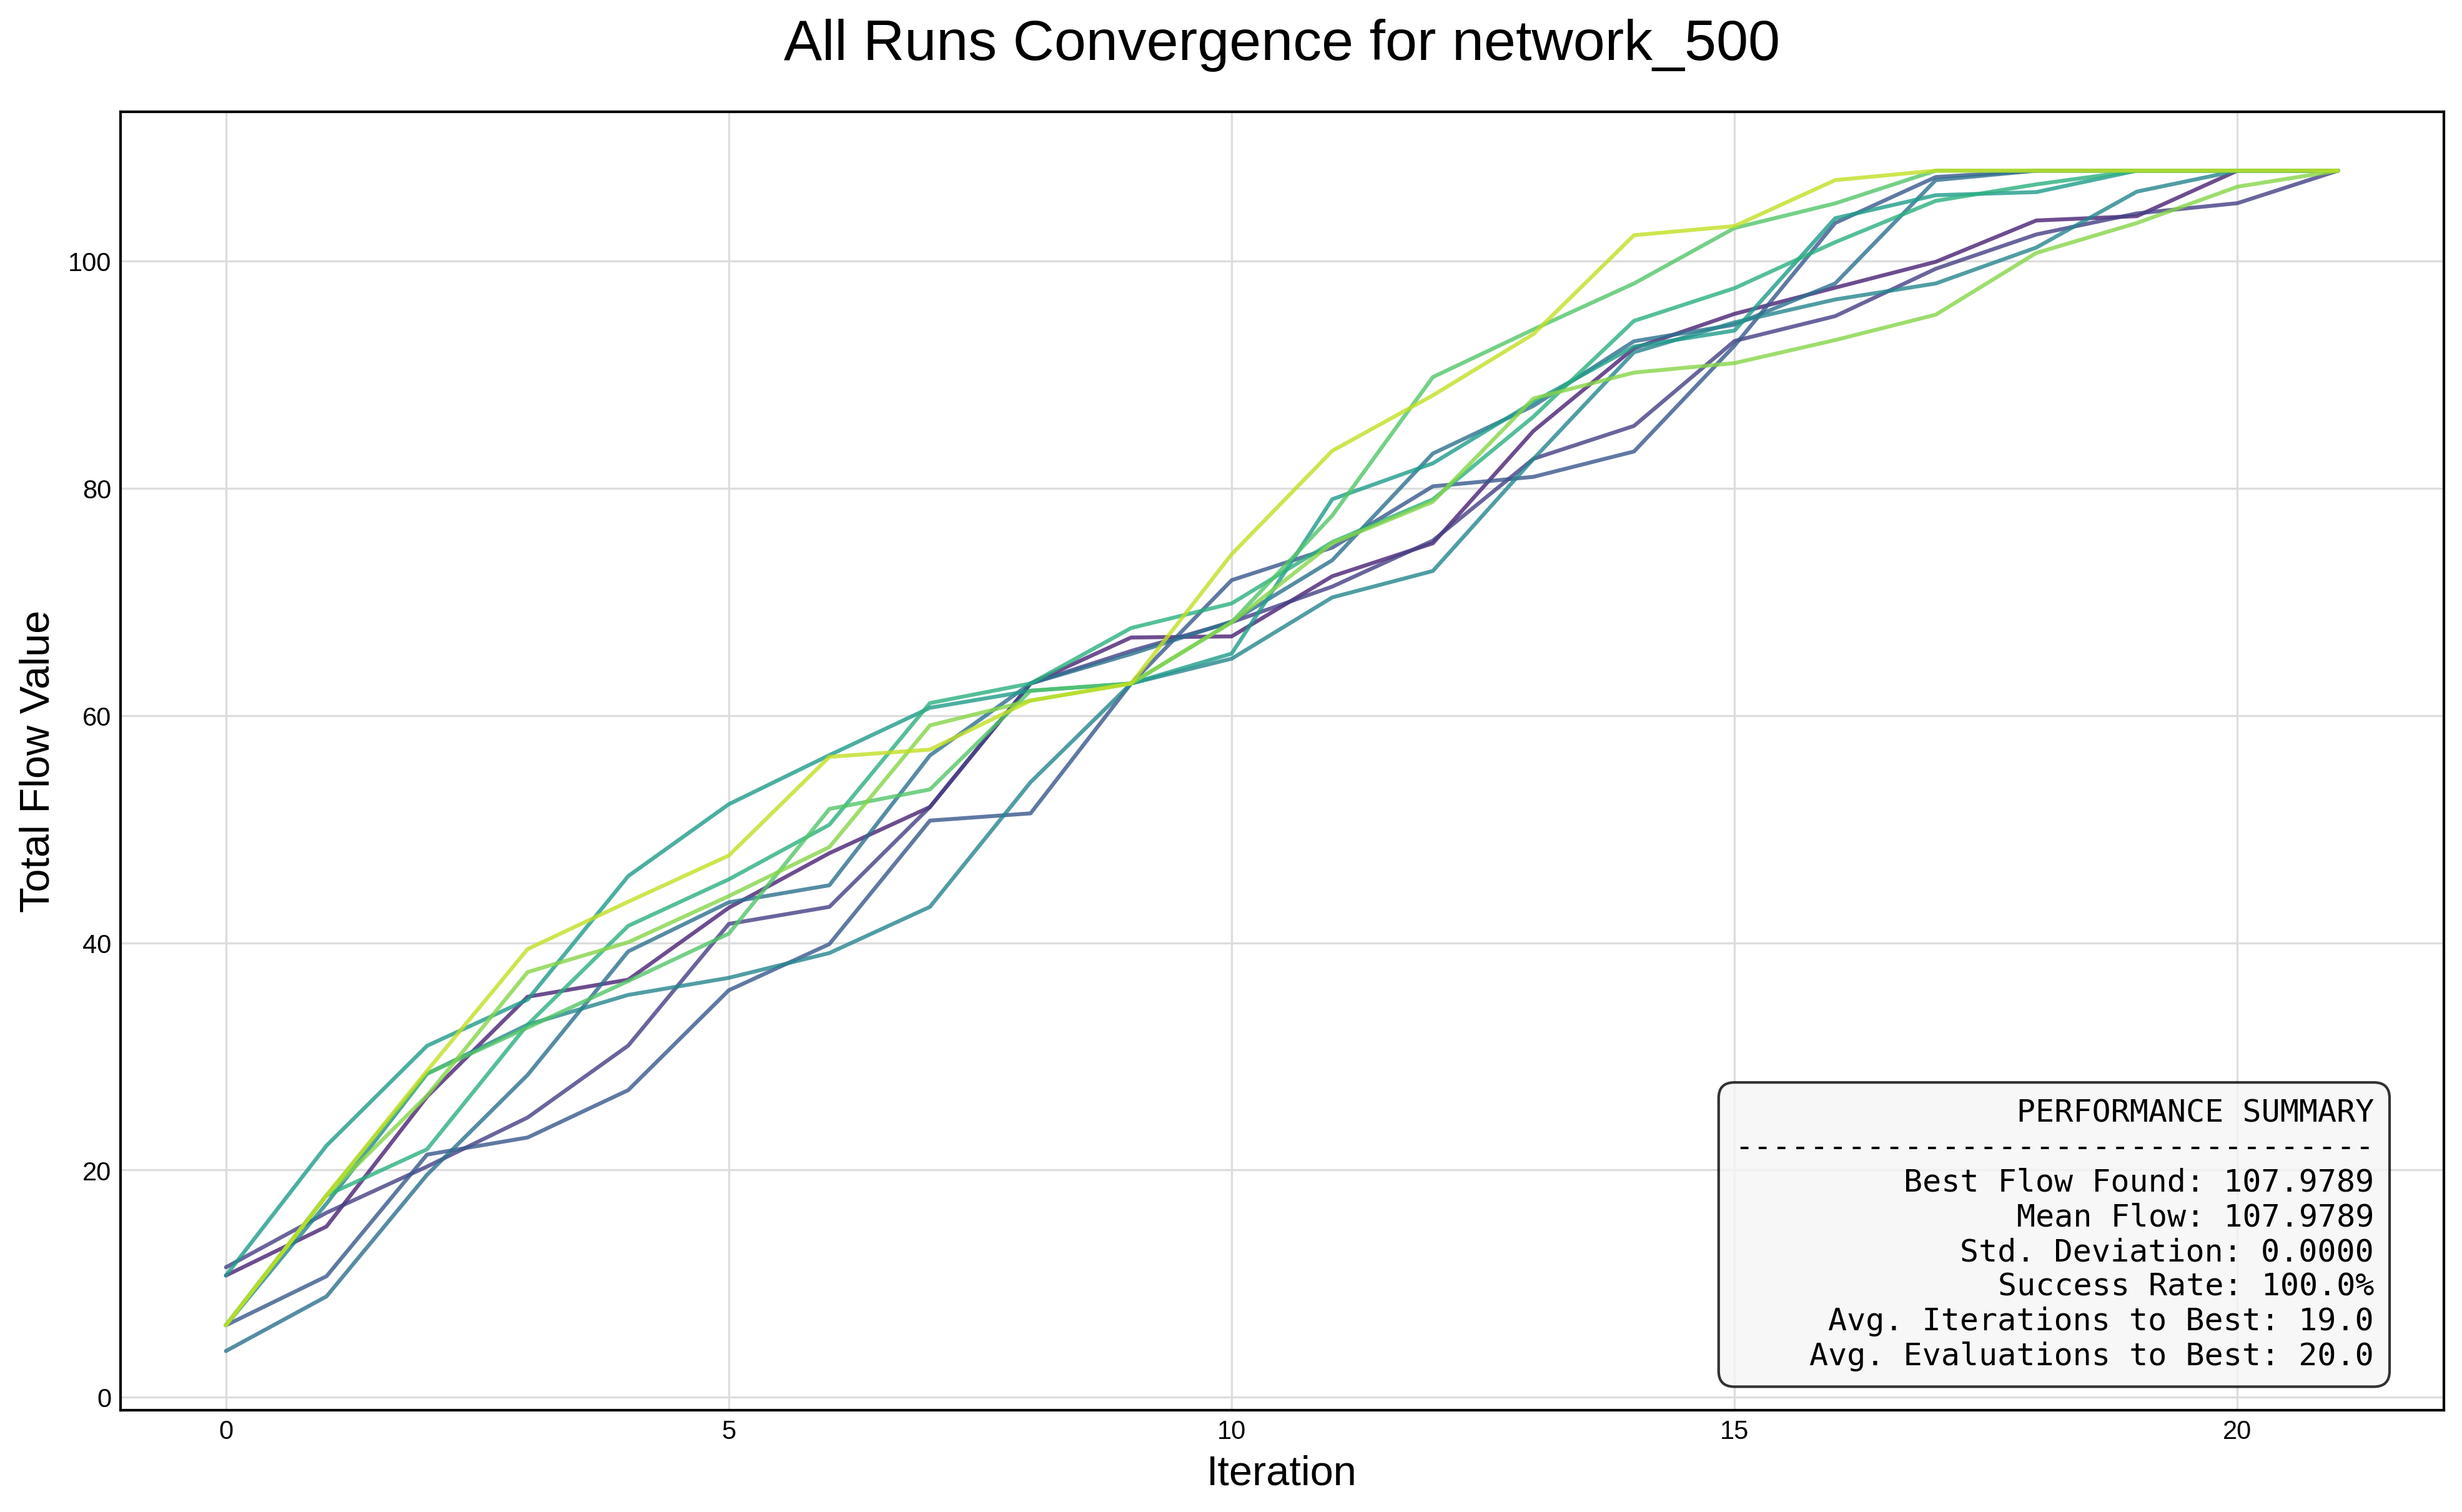 All Runs Convergence for network_500
Total Flow Value
100
80
60
40
20
0
PERFORMANCE SUMMARY
----------------------------------
Best Flow Found: 107.9789
Mean Flow: 107.9789
Std. Deviation: 0.0000
Success Rate: 100.0%
Avg. Iterations to Best: 19.0
Avg. Evaluations to Best: 20.0
0 5 10 15 20
Iteration